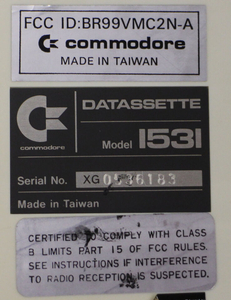 FCC ID:BR99VMC2N-A
commodore
MADE IN TAIWAN
DATASSETTE
commodore Model 1531
Serial No. XG 0536183
Made in Taiwan
CERTIFIED TO COMPLY WITH CLASS
B LIMITS PART 15 OF FCC RULES.
SEE INSTRUCTIONS IF INTERFERENCE
TO RADIO RECEPTION IS SUSPECTED.